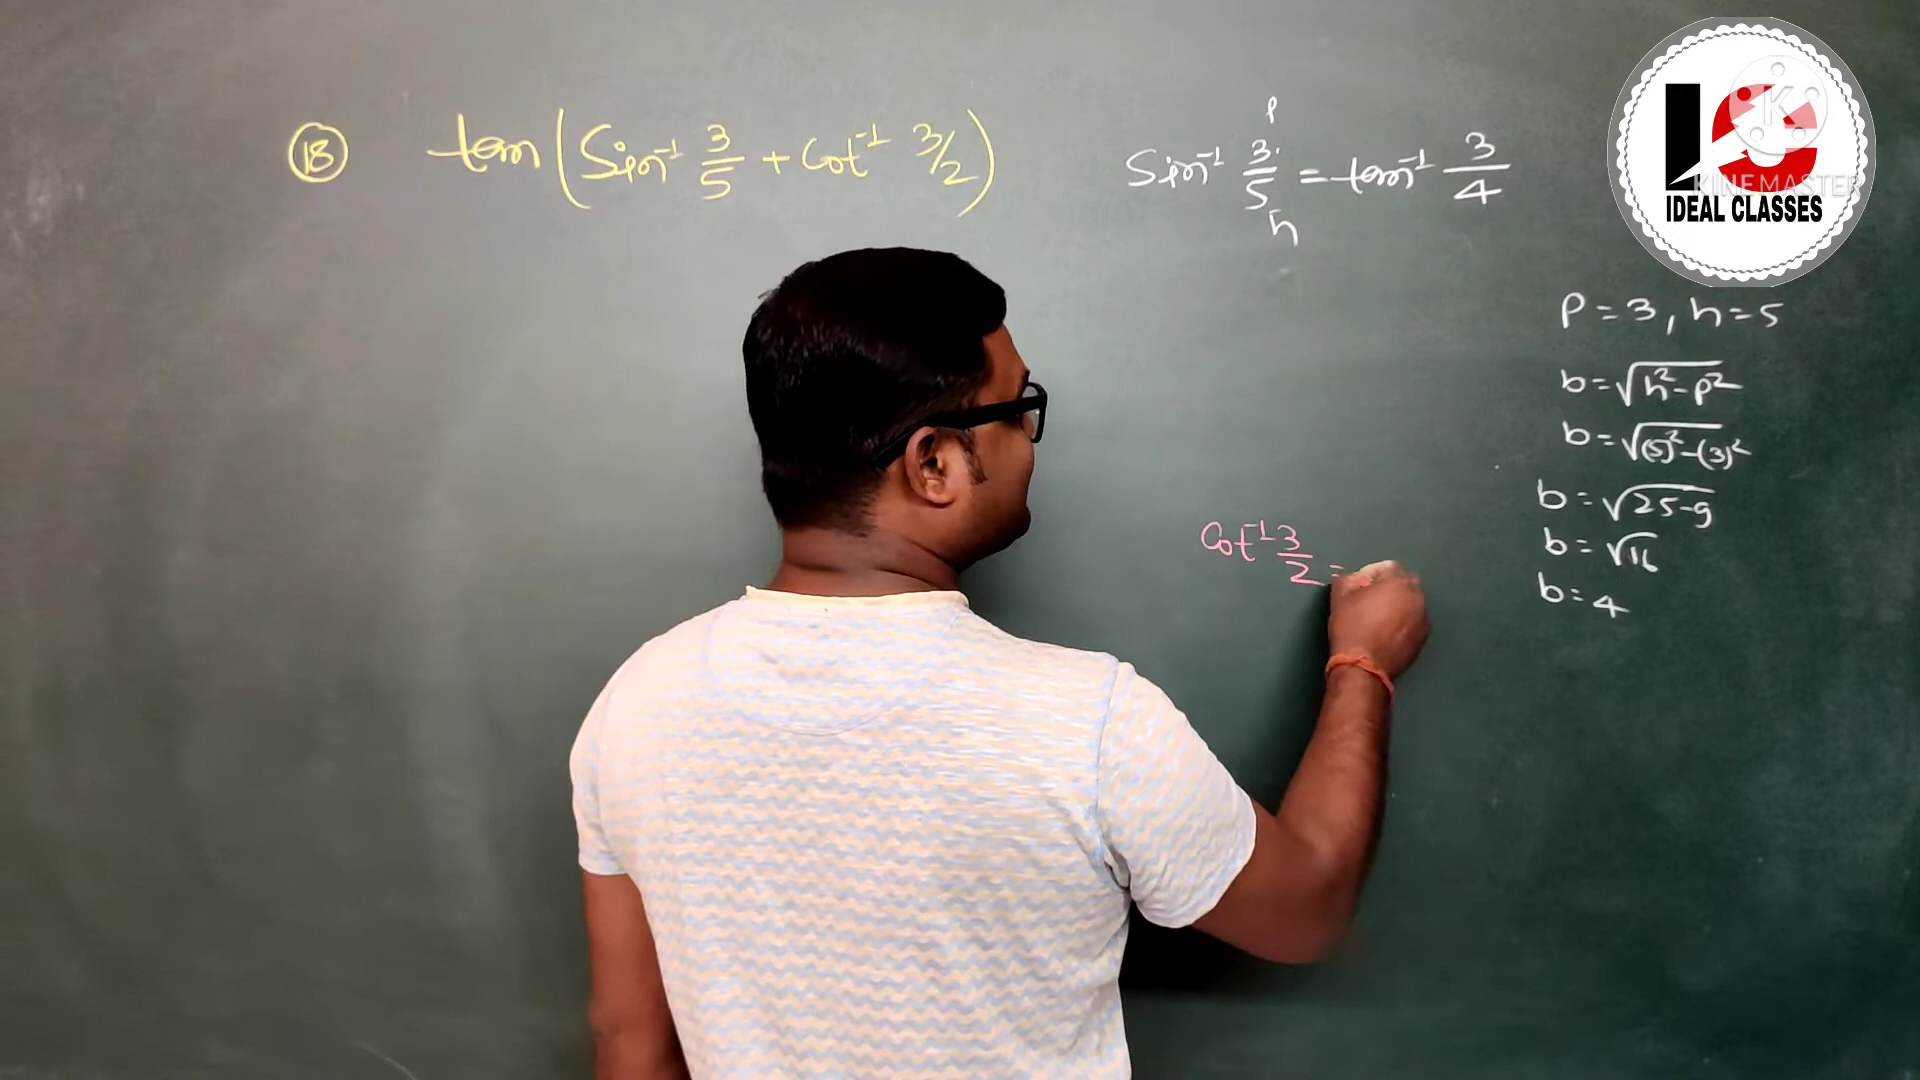 18 tan(Sin⁻¹ 3/5 + Cot⁻¹ 3/2)
P
Sin⁻¹ 3/5 = tan⁻¹ 3/4
h
P = 3, h = 5
b = √h² - p²
b = √(5)² - (3)²
b = √25-9
b = √16
b = 4
Cot⁻¹ 3/2 =
K
KINEMASTER
IDEAL CLASSES